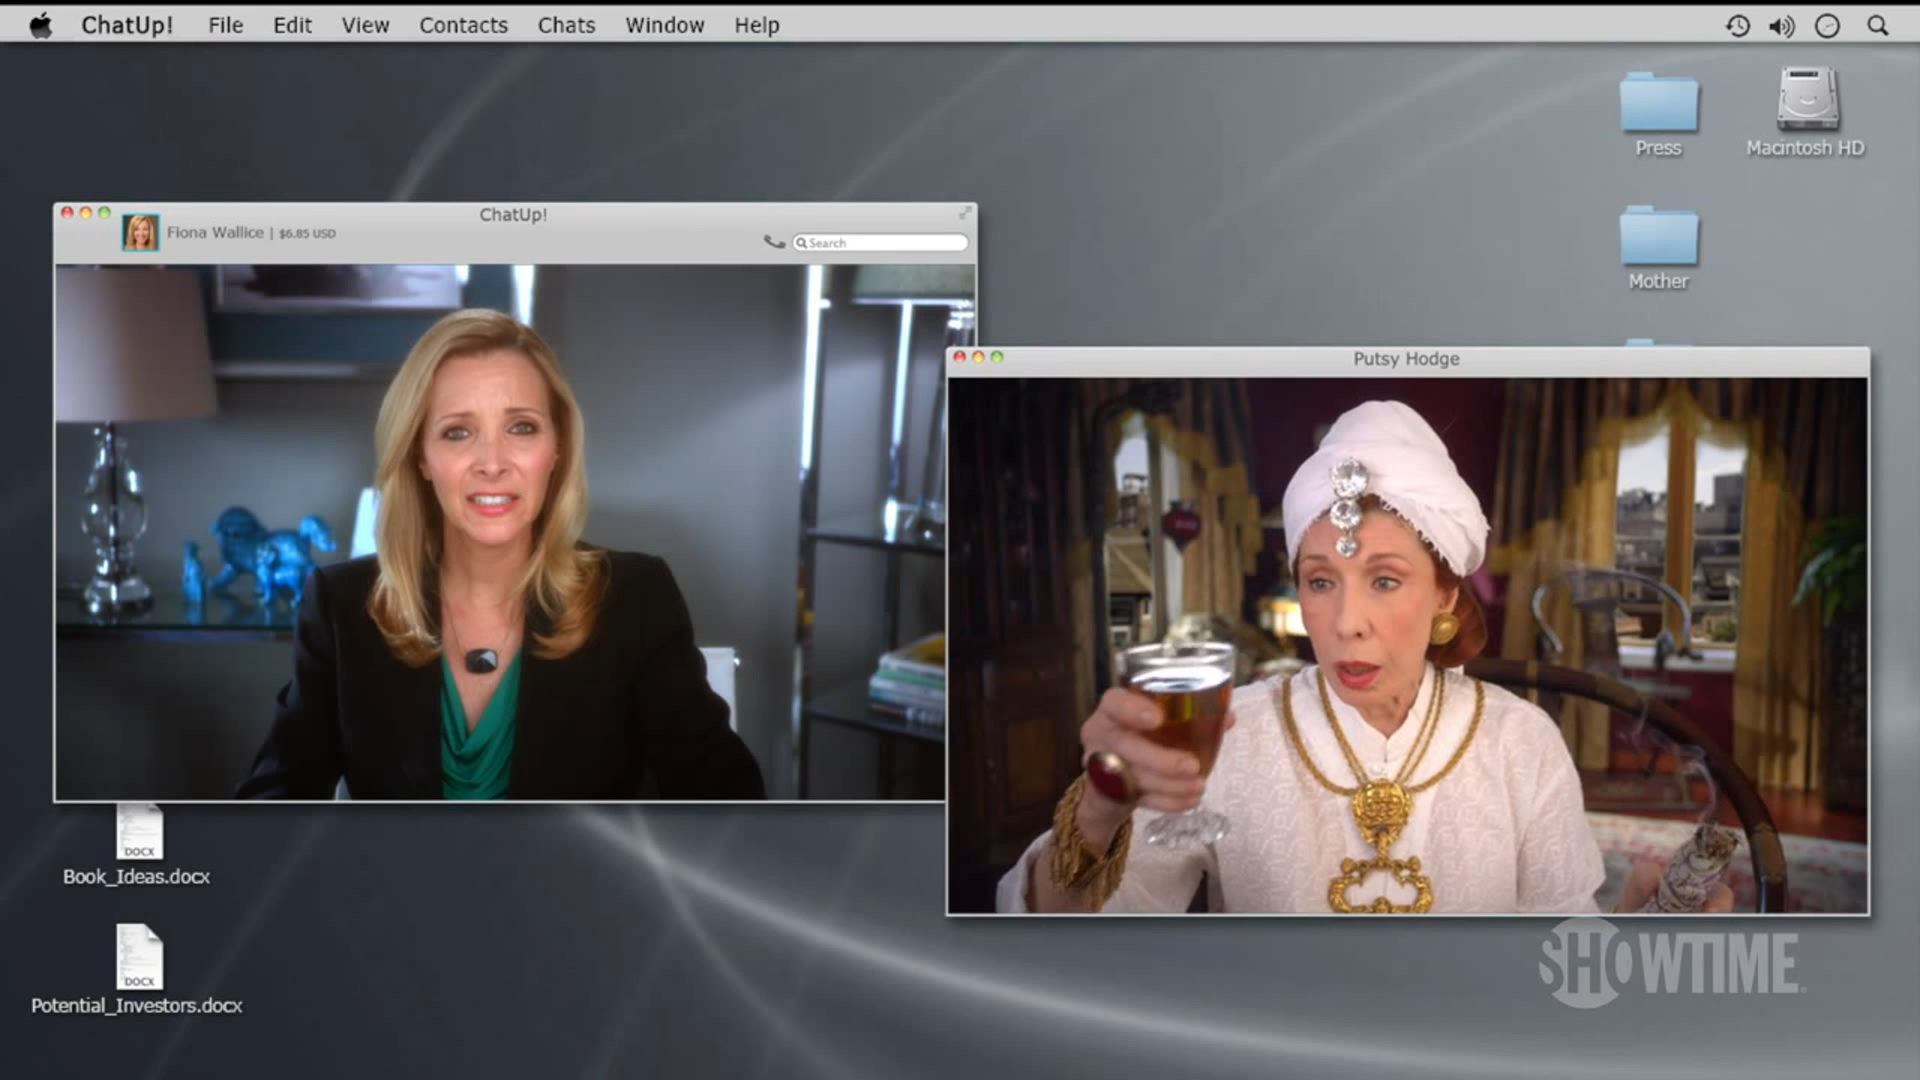 ChatUp! File Edit View Contacts Chats Window Help
Press
Macintosh HD
Mother
ChatUp!
Fiona Wallice | $6.85 USD
Search
Putsy Hodge
DOCX
Book_Ideas.docx
DOCX
Potential_Investors.docx
SHOWTIME